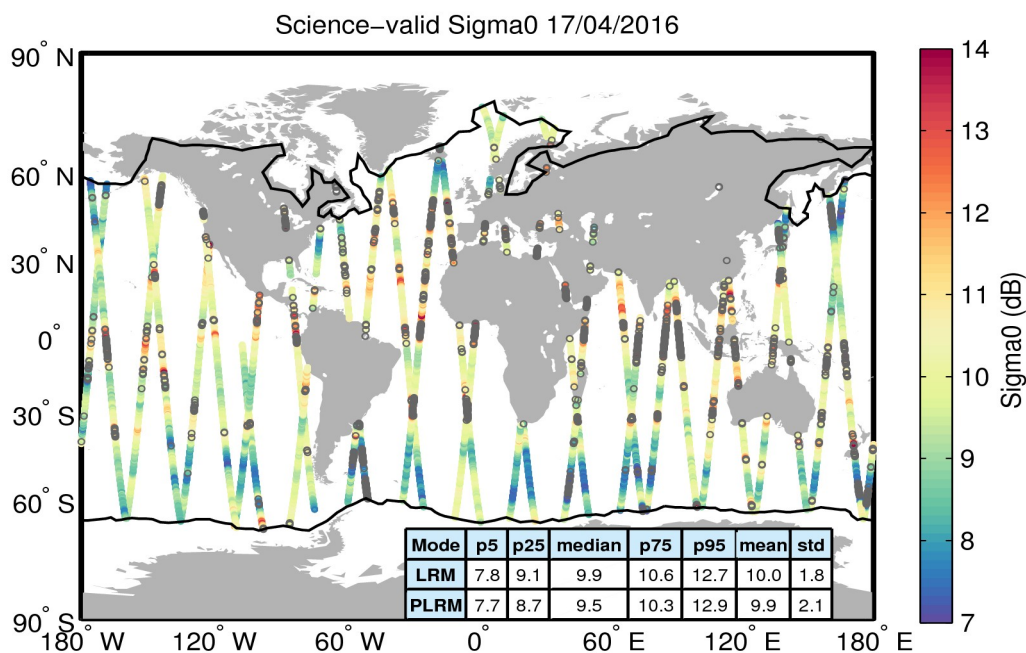 Science−valid Sigma0 17/04/2016
90° N
60° N
30° N
0°
30° S
60° S
90° S
180° W
120° W
60° W
0°
60° E
120° E
180° E
14
13
12
11
10
9
8
7
Sigma0 (dB)
Mode p5 p25 median p75 p95 mean std
LRM 7.8 9.1 9.9 10.6 12.7 10.0 1.8
PLRM 7.7 8.7 9.5 10.3 12.9 9.9 2.1